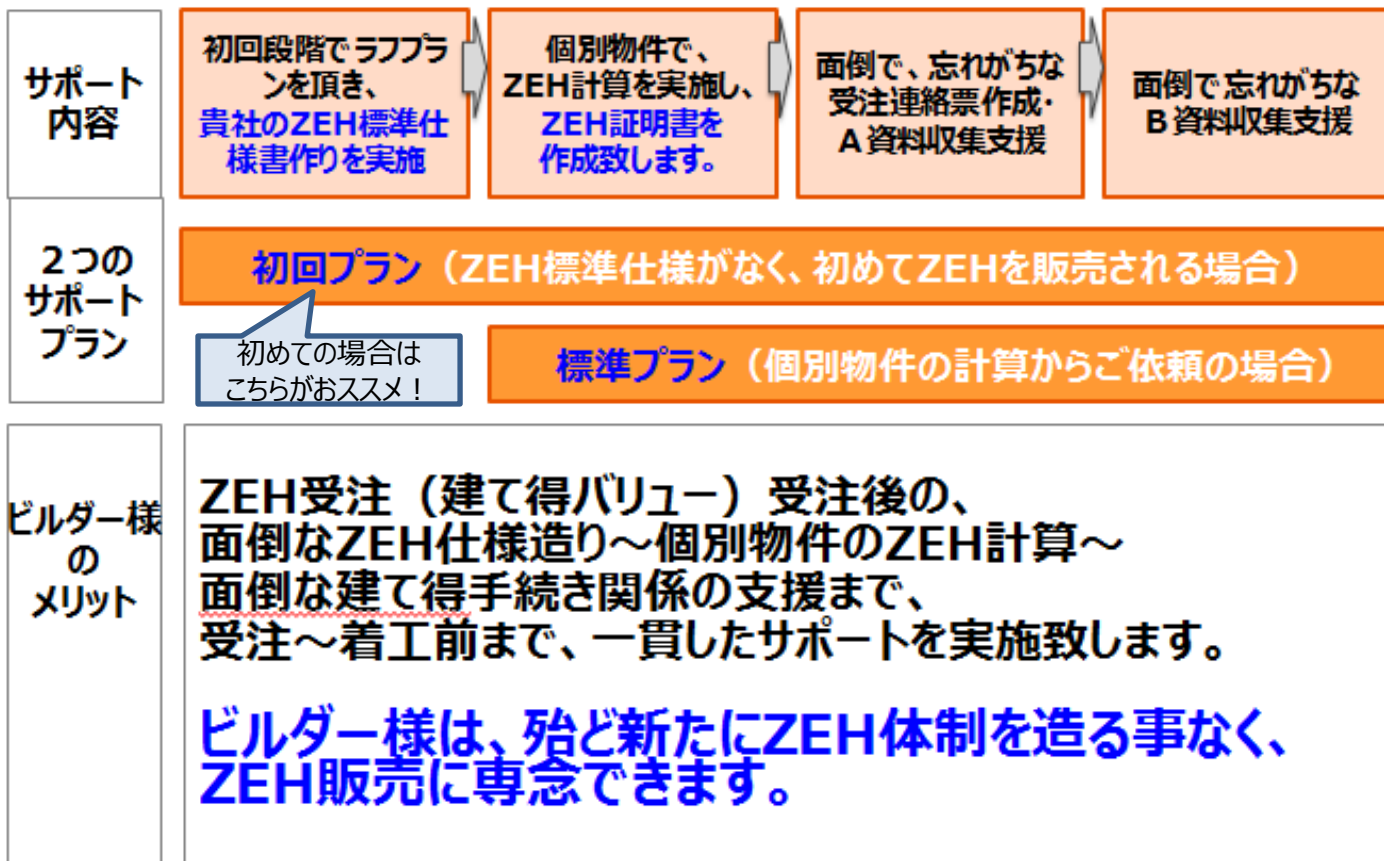 サポート
内容
初回段階でラフプラ
ンを頂き、
貴社のZEH標準仕
様書作りを実施
個別物件で、
ZEH計算を実施し、
ZEH証明書を
作成致します。
面倒で、忘れがちな
受注連絡票作成・
A資料収集支援
面倒で忘れがちな
B資料収集支援
2つの
サポート
プラン
初回プラン（ZEH標準仕様がなく、初めてZEHを販売される場合）
初めての場合は
こちらがおススメ！
標準プラン（個別物件の計算からご依頼の場合）
ビルダー様
の
メリット
ZEH受注（建て得バリュー）受注後の、
面倒なZEH仕様造り～個別物件のZEH計算～
面倒な建て得手続き関係の支援まで、
受注～着工前まで、一貫したサポートを実施致します。
ビルダー様は、殆ど新たにZEH体制を造る事なく、
ZEH販売に専念できます。